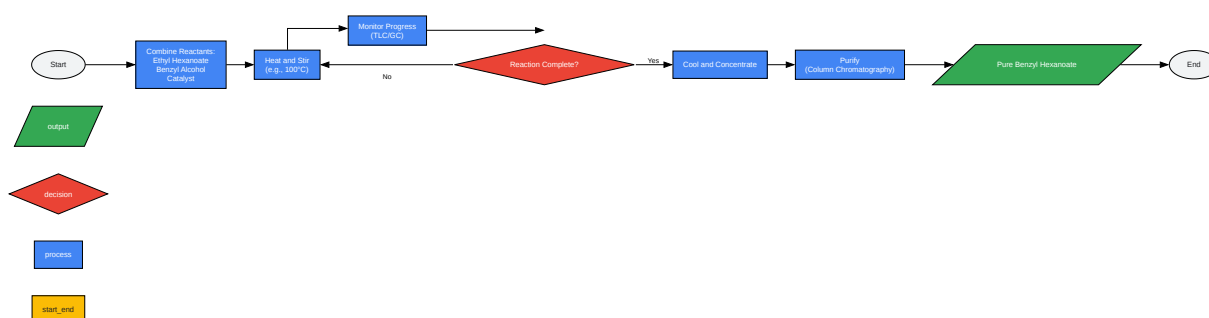 Start
Combine Reactants:
Ethyl Hexanoate
Benzyl Alcohol
Catalyst
Heat and Stir
(e.g., 100°C)
Monitor Progress
(TLC/GC)
No
Reaction Complete?
Yes
Cool and Concentrate
Purify
(Column Chromatography)
Pure Benzyl Hexanoate
End
output
decision
process
start_end